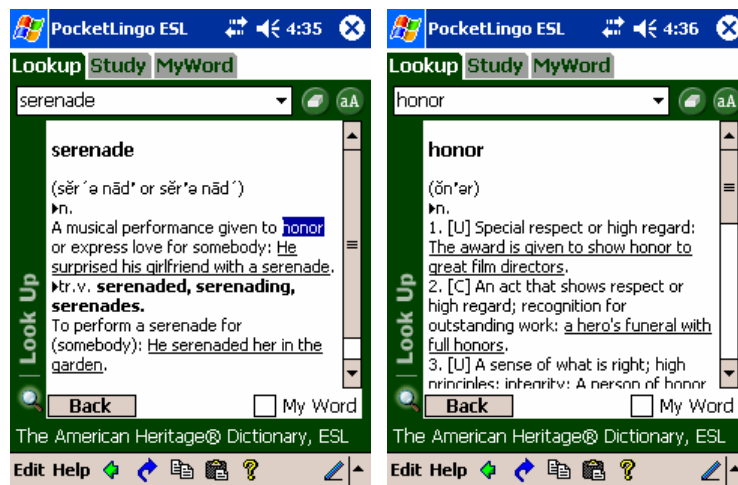 PocketLingo ESL 4:35
Lookup Study MyWord
serenade
aA
Look Up
serenade
(sĕr´ə nād' or sĕr'ə nād´)
▸n.
A musical performance given to honor
or express love for somebody: He
surprised his girlfriend with a serenade.
▸tr.v. serenaded, serenading,
serenades.
To perform a serenade for
(somebody): He serenaded her in the
garden.
Back My Word
The American Heritage® Dictionary, ESL
Edit Help
PocketLingo ESL 4:36
Lookup Study MyWord
honor
aA
Look Up
honor
(ŏn'ər)
▸n.
1. [U] Special respect or high regard:
The award is given to show honor to
great film directors.
2. [C] An act that shows respect or
high regard; recognition for
outstanding work: a hero's funeral with
full honors.
3. [U] A sense of what is right; high
principles; integrity: A person of honor
Back My Word
The American Heritage® Dictionary, ESL
Edit Help